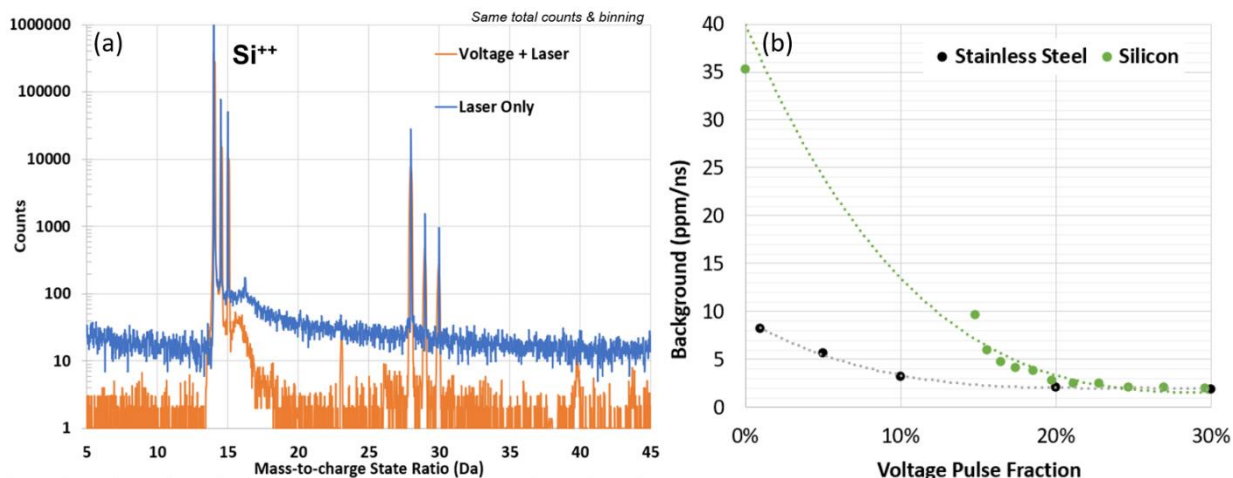 Same total counts & binning
(a)
Si++
Voltage + Laser
Laser Only
Counts
1000000
100000
10000
1000
100
10
1
5 10 15 20 25 30 35 40 45
Mass-to-charge State Ratio (Da)
(b)
Stainless Steel Silicon
Background (ppm/ns)
40
35
30
25
20
15
10
5
0
0% 10% 20% 30%
Voltage Pulse Fraction